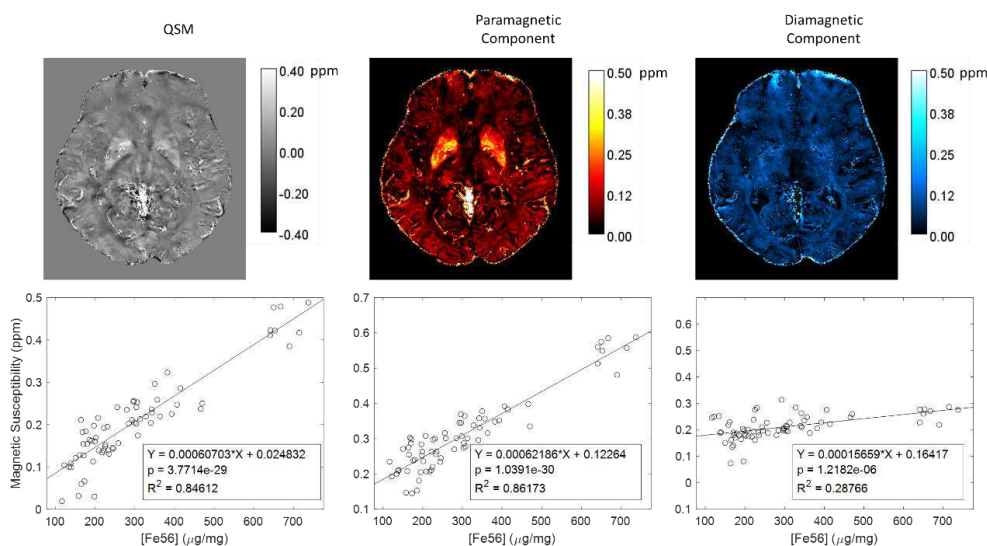 QSM
Paramagnetic
Component
Diamagnetic
Component
0.40 ppm
0.20
0.00
-0.20
-0.40
0.50 ppm
0.38
0.25
0.12
0.00
0.50 ppm
0.38
0.25
0.12
0.00
Magnetic Susceptibility (ppm)
0.5
0.4
0.3
0.2
0.1
0
Y = 0.00060703*X + 0.024832
p = 3.7714e-29
R² = 0.84612
100 200 300 400 500 600 700
[Fe56] (μg/mg)
0.7
0.6
0.5
0.4
0.3
0.2
0.1
Y = 0.00062186*X + 0.12264
p = 1.0391e-30
R² = 0.86173
100 200 300 400 500 600 700
[Fe56] (μg/mg)
0.6
0.5
0.4
0.3
0.2
0.1
0
0.1
Y = 0.00015659*X + 0.16417
p = 1.2182e-06
R² = 0.28766
100 200 300 400 500 600 700
[Fe56] (μg/mg)